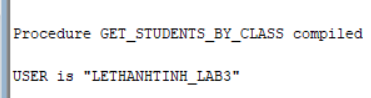 Procedure GET_STUDENTS_BY_CLASS compiled
USER is "LETHANHTINH_LAB3"